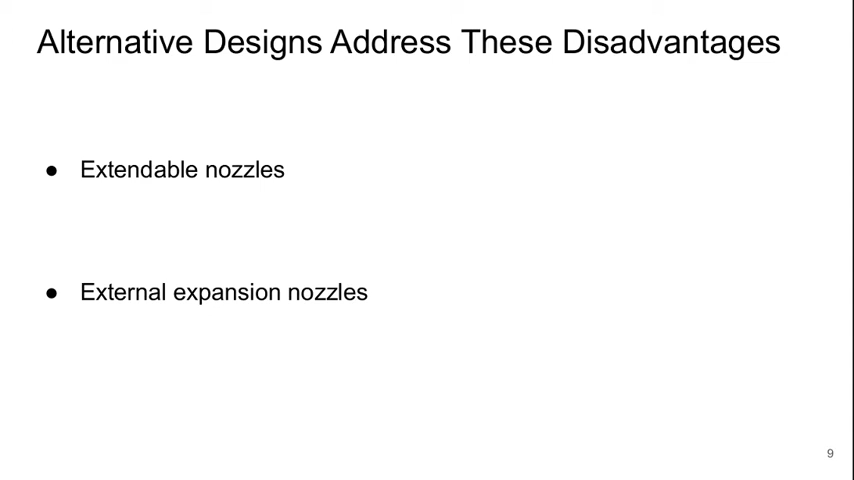 Alternative Designs Address These Disadvantages
● Extendable nozzles
● External expansion nozzles
9